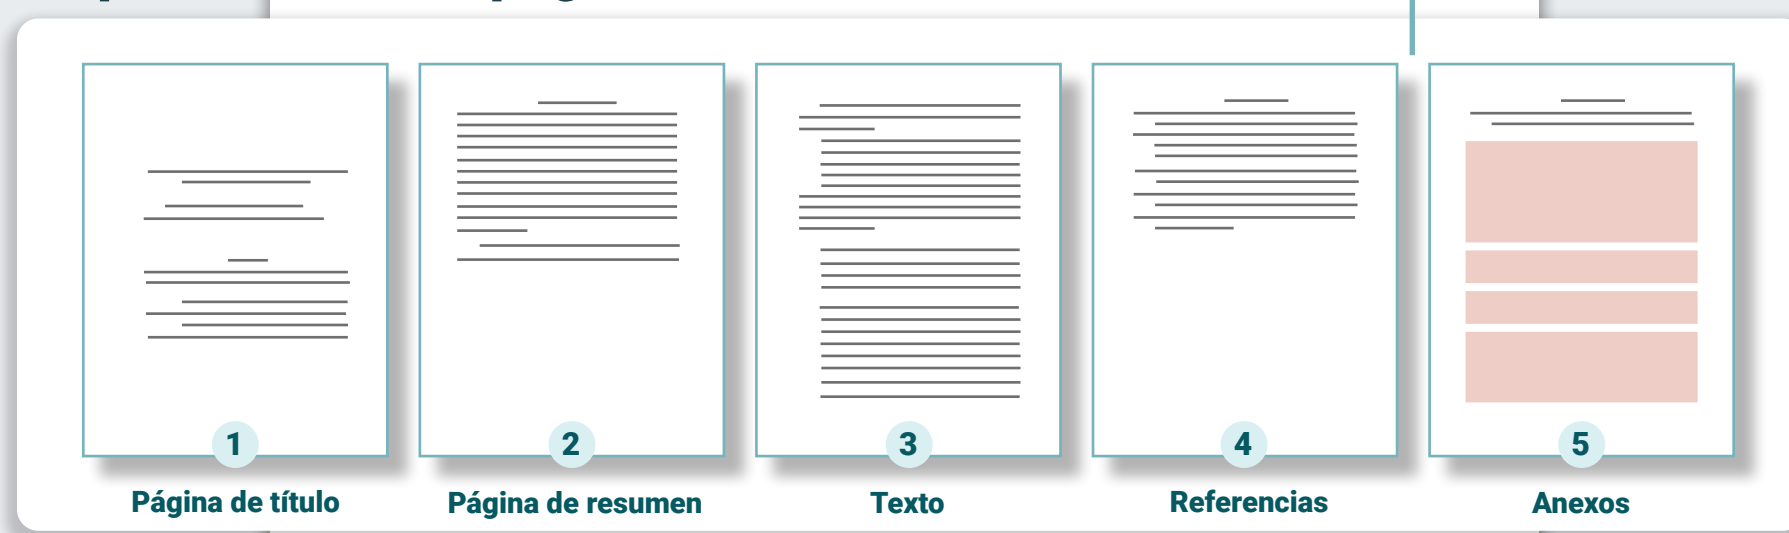 1
Página de título
2
Página de resumen
3
Texto
4
Referencias
5
Anexos